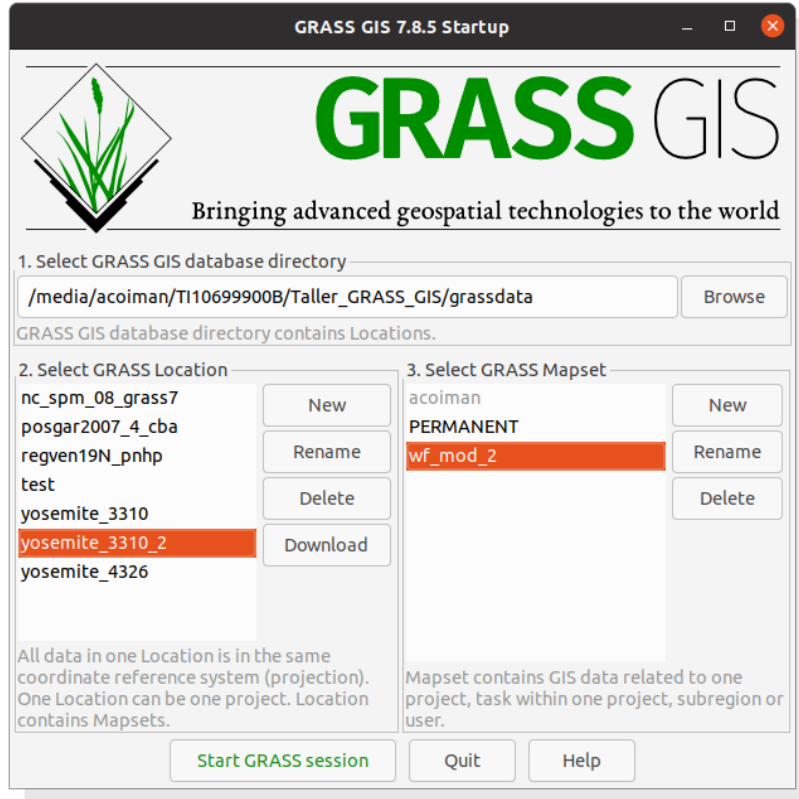 GRASS GIS 7.8.5 Startup
GRASS GIS
Bringing advanced geospatial technologies to the world
1. Select GRASS GIS database directory
/media/acoiman/TI10699900B/Taller_GRASS_GIS/grassdata
Browse
GRASS GIS database directory contains Locations.
2. Select GRASS Location
nc_spm_08_grass7
posgar2007_4_cba
regven19N_pnhp
test
yosemite_3310
yosemite_3310_2
yosemite_4326
New
Rename
Delete
Download
All data in one Location is in the same
coordinate reference system (projection).
One Location can be one project. Location
contains Mapsets.
3. Select GRASS Mapset
acoiman
PERMANENT
wf_mod_2
New
Rename
Delete
Mapset contains GIS data related to one
project, task within one project, subregion or
user.
Start GRASS session
Quit
Help